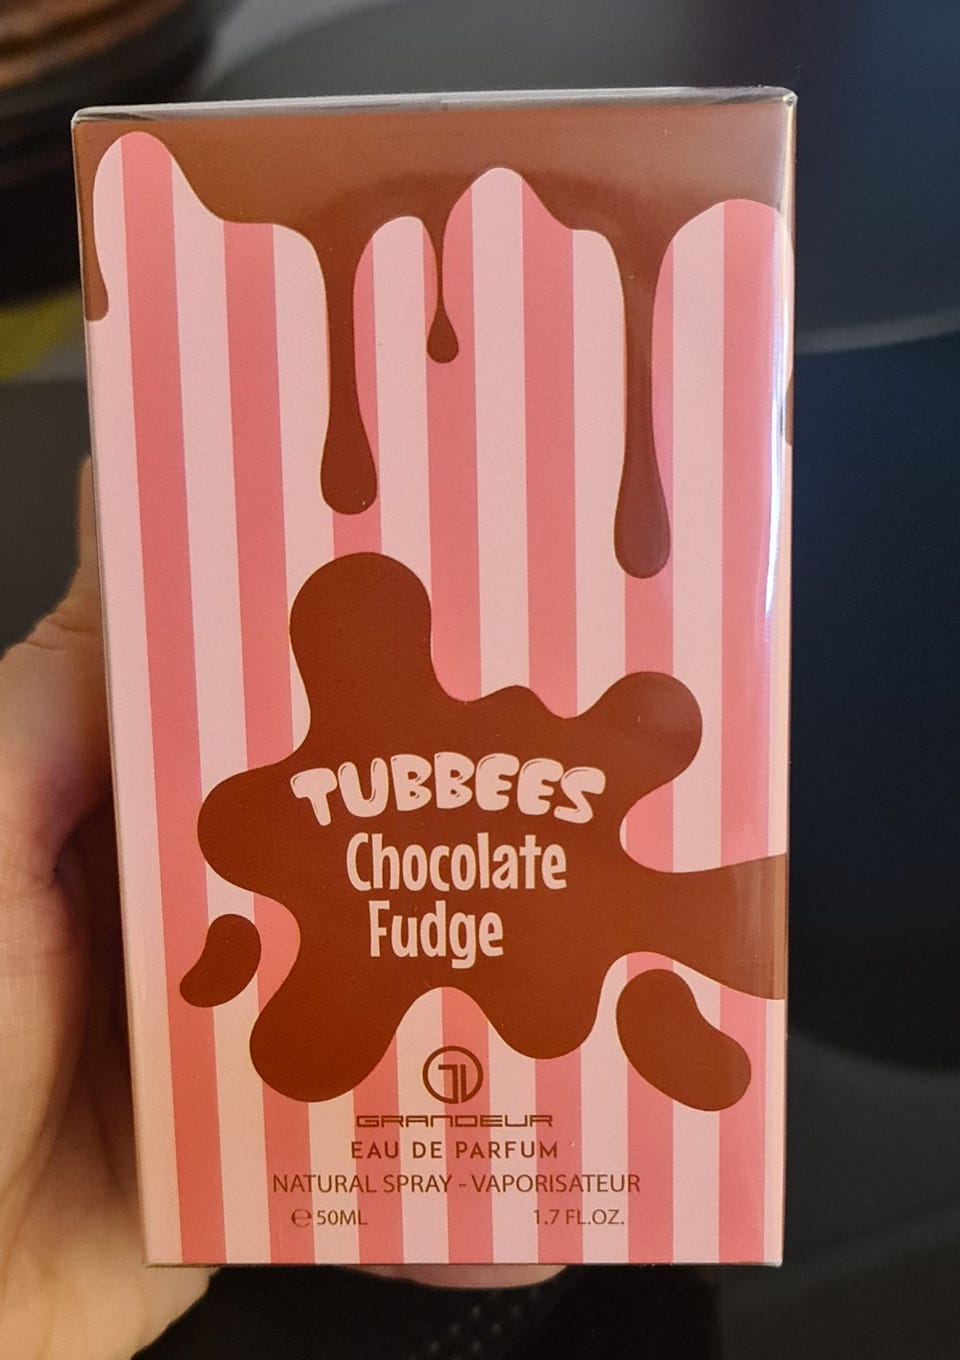 TUBBEES
Chocolate
Fudge
GRANDEUR
EAU DE PARFUM
NATURAL SPRAY - VAPORISATEUR
℮ 50ML 1.7 FL.OZ.